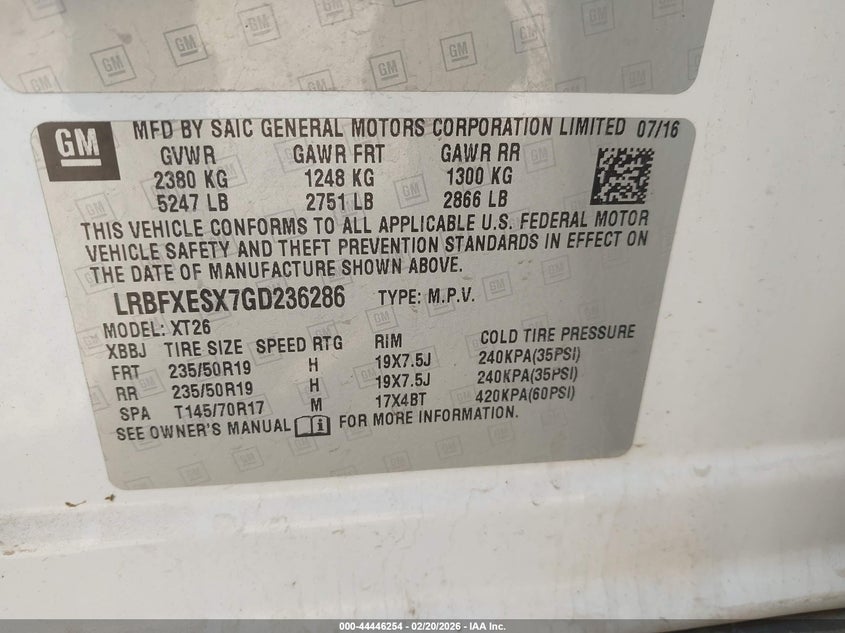 GM
MFD BY SAIC GENERAL MOTORS CORPORATION LIMITED 07/16
GVWR GAWR FRT GAWR RR
2380 KG 1248 KG 1300 KG
5247 LB 2751 LB 2866 LB
THIS VEHICLE CONFORMS TO ALL APPLICABLE U.S. FEDERAL MOTOR
VEHICLE SAFETY AND THEFT PREVENTION STANDARDS IN EFFECT ON
THE DATE OF MANUFACTURE SHOWN ABOVE.
LRBFXESX7GD236286 TYPE: M.P.V.
MODEL: XT26
XBBJ TIRE SIZE SPEED RTG RIM COLD TIRE PRESSURE
FRT 235/50R19 H 19X7.5J 240KPA(35PSI)
RR 235/50R19 H 19X7.5J 240KPA(35PSI)
SPA T145/70R17 M 17X4BT 420KPA(60PSI)
SEE OWNER'S MANUAL FOR MORE INFORMATION.
000-44446254 - 02/20/2026 - IAA Inc.